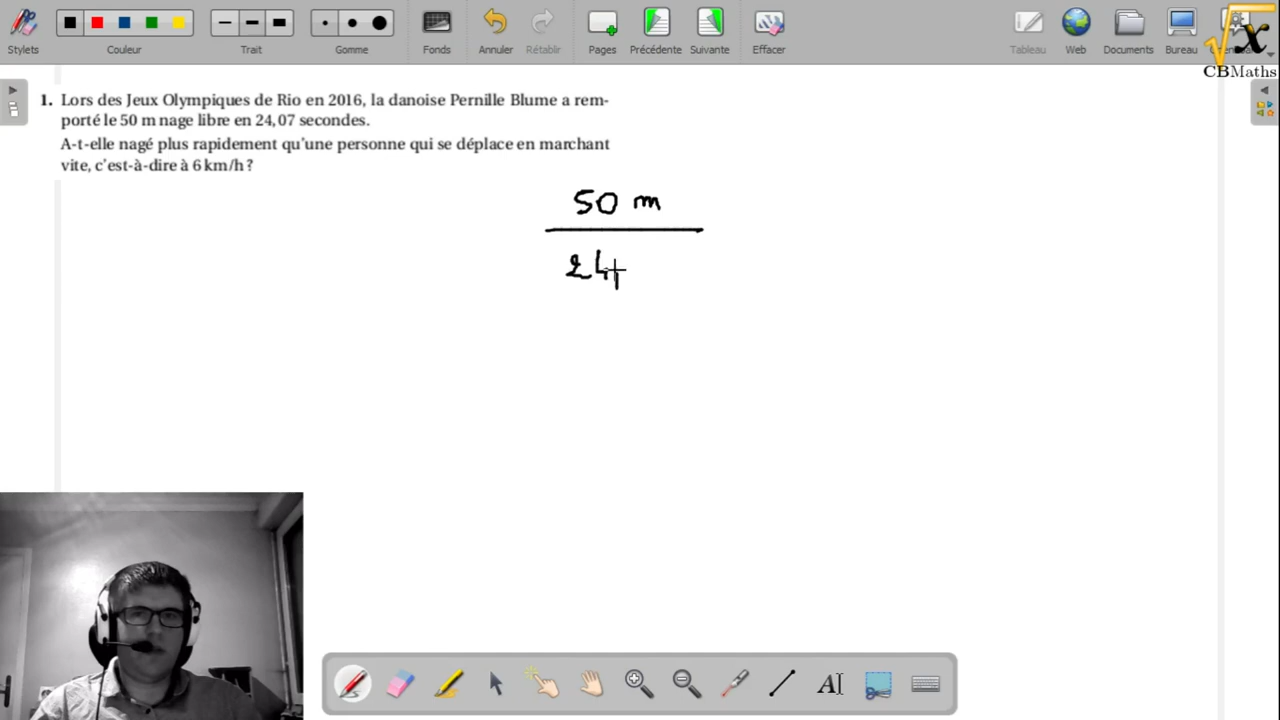 Stylets
Couleur
Trait
Gomme
Fonds
Annuler
Rétablir
Pages
Précédente
Suivante
Effacer
Tableau
Web
Documents
Bureau
CBMaths
1. Lors des Jeux Olympiques de Rio en 2016, la danoise Pernille Blume a rem-
porté le 50 m nage libre en 24,07 secondes.
A-t-elle nagé plus rapidement qu'une personne qui se déplace en marchant
vite, c'est-à-dire à 6 km/h ?
50 m
24